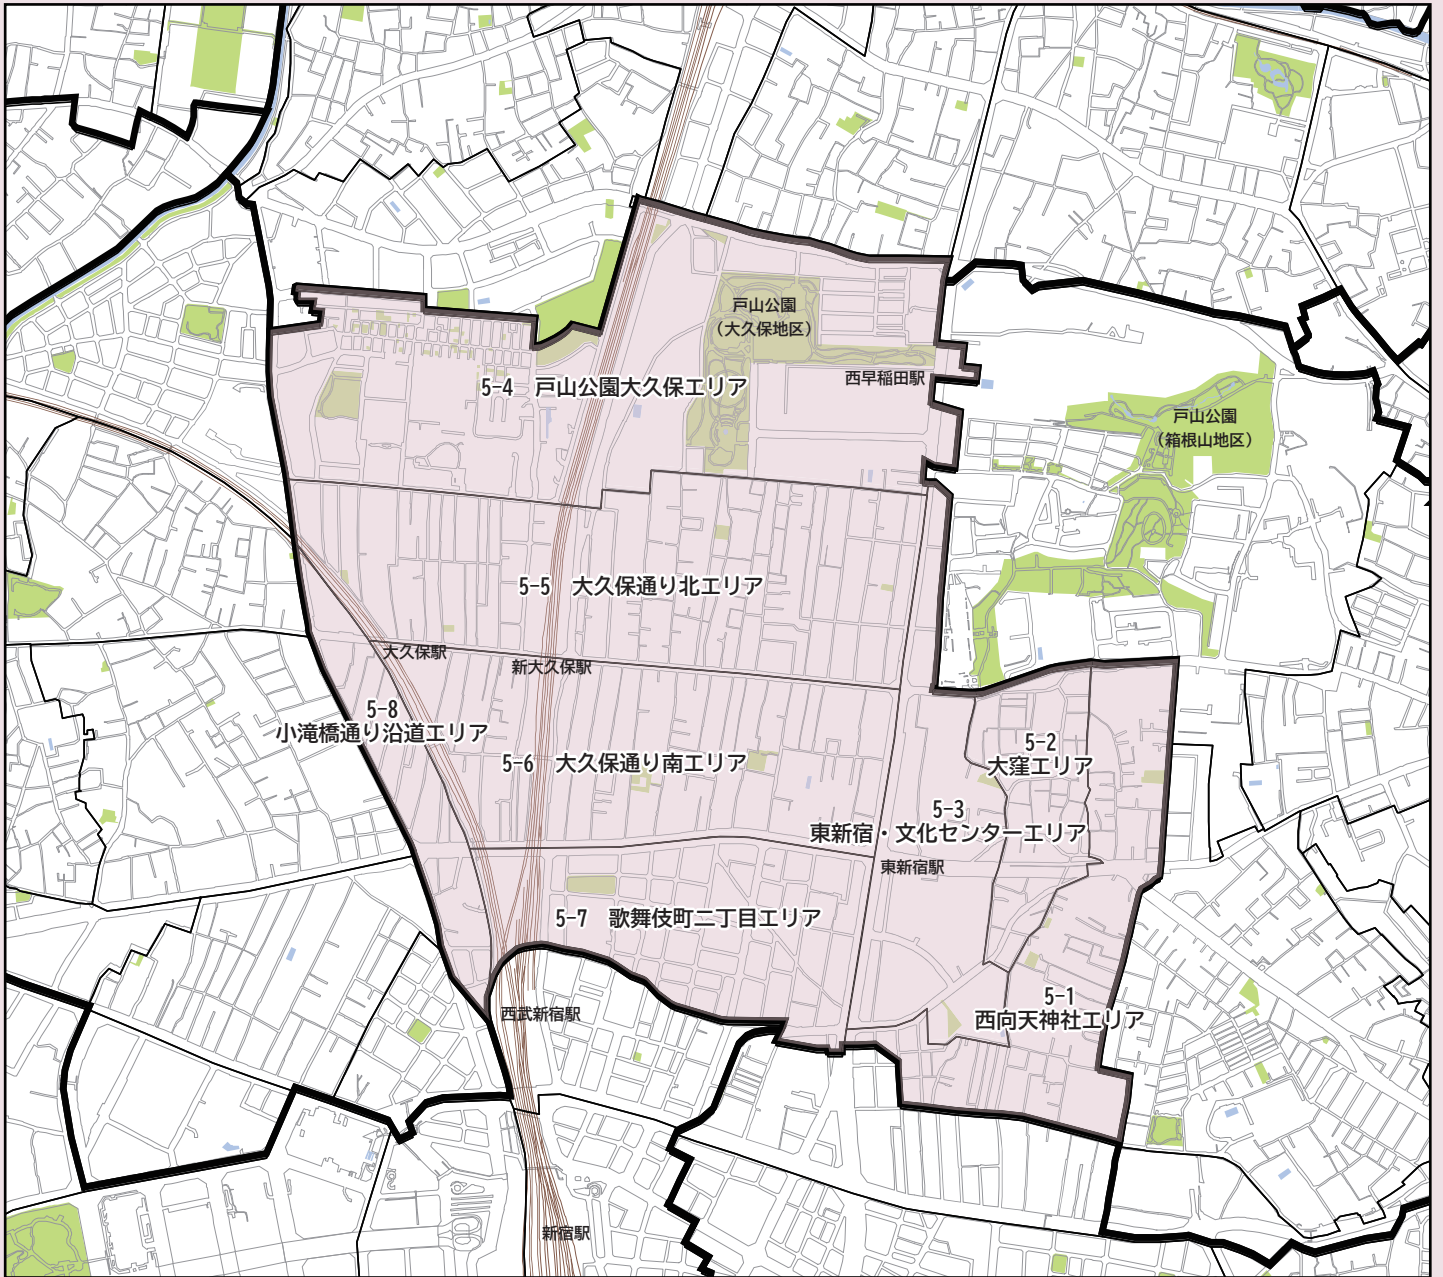 戸山公園
(大久保地区)
西早稲田駅
5-4 戸山公園大久保エリア
戸山公園
(箱根山地区)
5-5 大久保通り北エリア
大久保駅
新大久保駅
5-8
小滝橋通り沿道エリア
5-6 大久保通り南エリア
5-2
大窪エリア
5-3
東新宿・文化センターエリア
東新宿駅
5-7 歌舞伎町二丁目エリア
5-1
西向天神社エリア
西武新宿駅
新宿駅